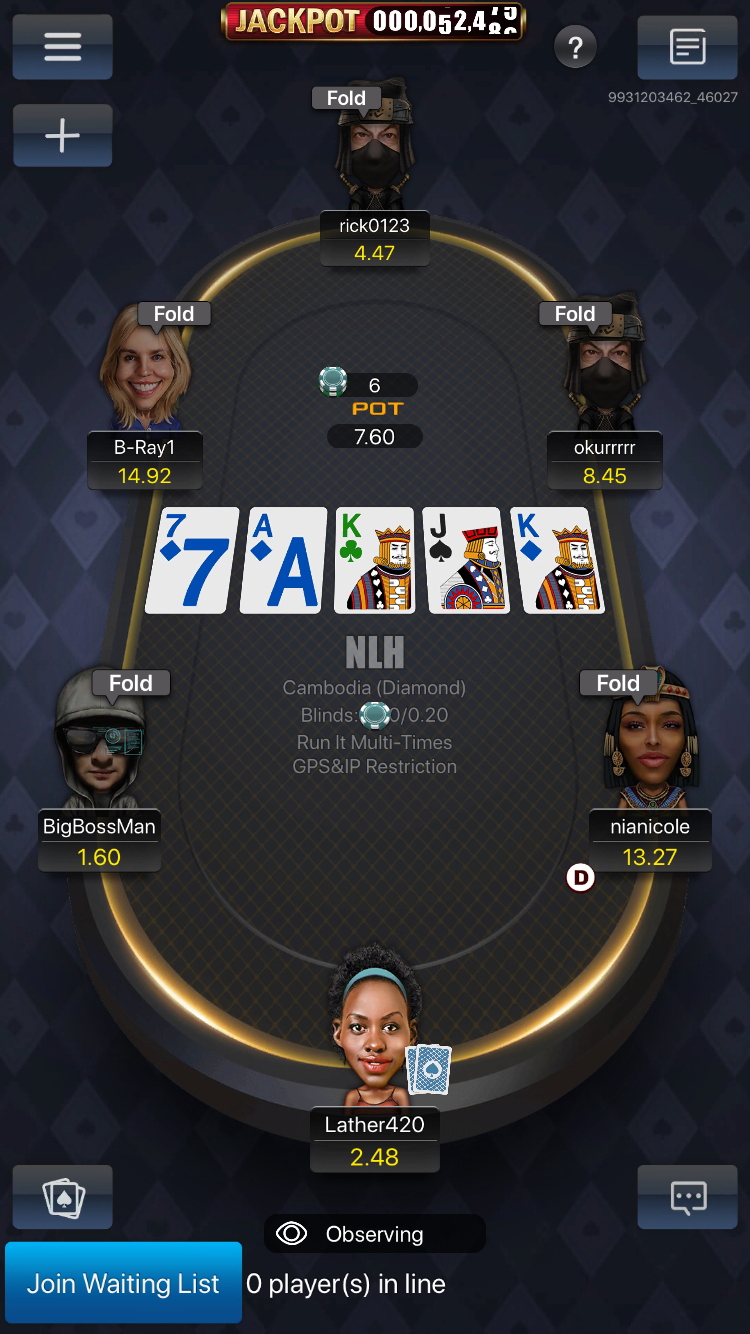 JACKPOT 000,052,4
?
9931203462_46027
Fold
rick0123
4.47
Fold
Fold
6
POT
7.60
B-Ray1
14.92
okurrrrr
8.45
7 7
A A
K
J
K
NLH
Cambodia (Diamond)
Blinds: 0/0.20
Run It Multi-Times
GPS&IP Restriction
Fold
Fold
BigBossMan
1.60
nianicole
13.27
D
Lather420
2.48
Observing
Join Waiting List
0 player(s) in line